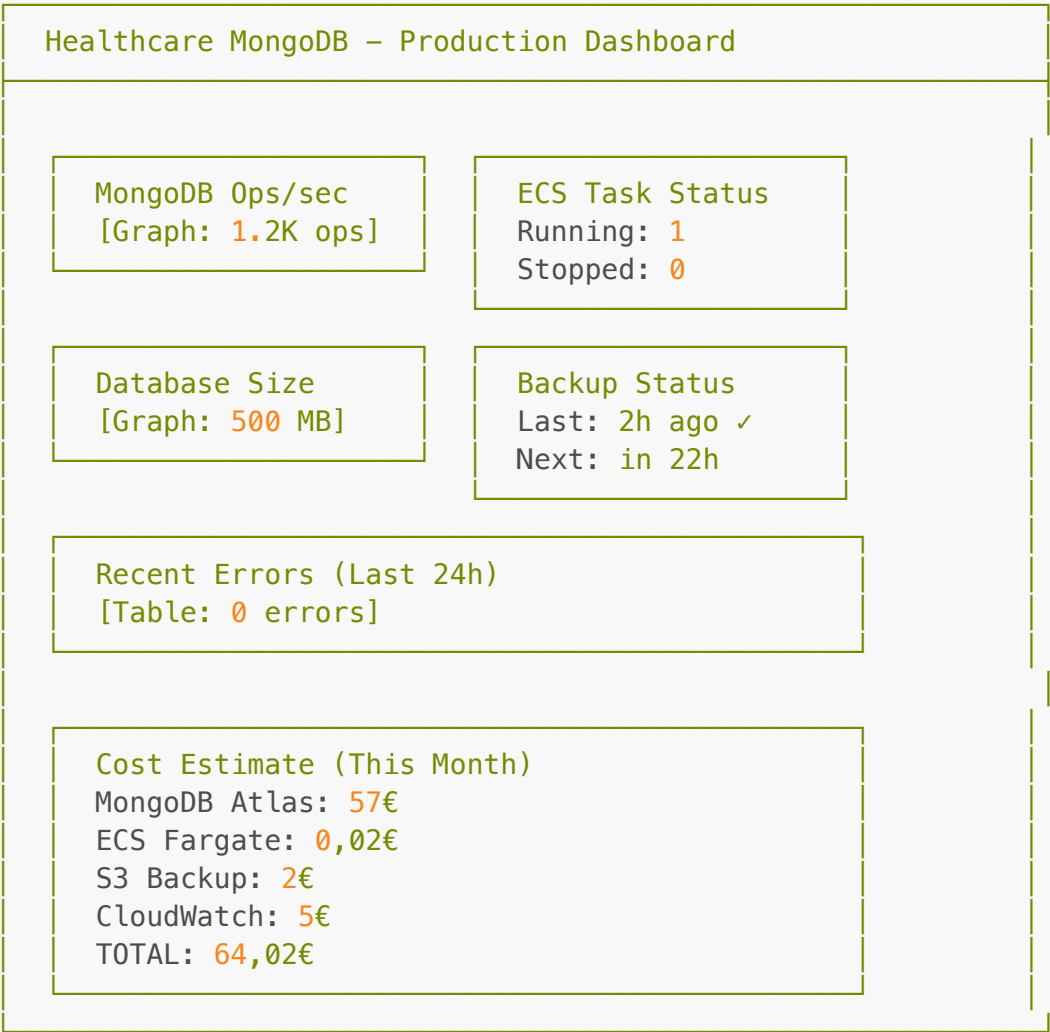 Healthcare MongoDB – Production Dashboard
MongoDB Ops/sec
[Graph: 1.2K ops]
ECS Task Status
Running: 1
Stopped: 0
Database Size
[Graph: 500 MB]
Backup Status
Last: 2h ago ✓
Next: in 22h
Recent Errors (Last 24h)
[Table: 0 errors]
Cost Estimate (This Month)
MongoDB Atlas: 57€
ECS Fargate: 0,02€
S3 Backup: 2€
CloudWatch: 5€
TOTAL: 64,02€